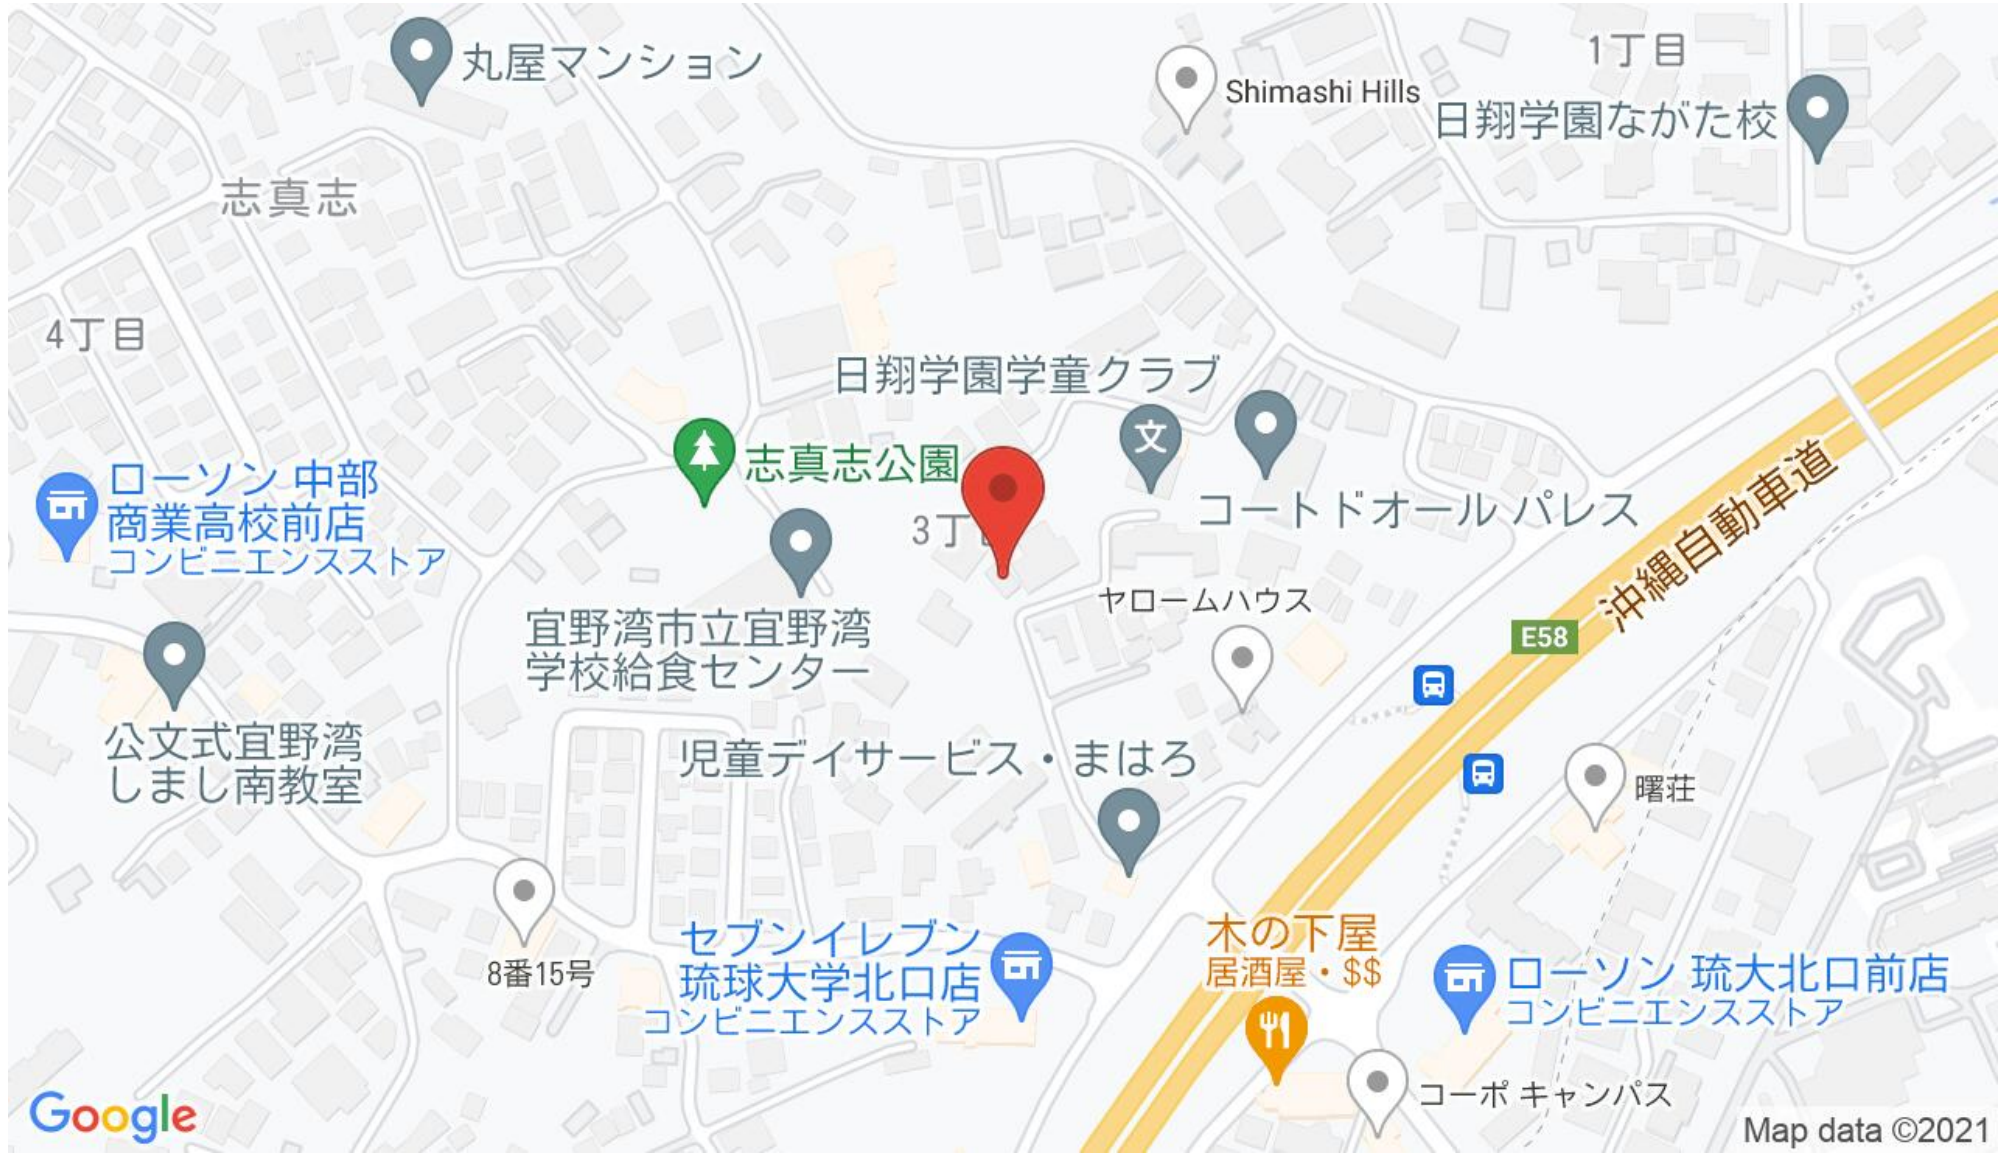 丸屋マンション
Shimashi Hills
1丁目
日翔学園ながた校
志真志
4丁目
日翔学園学童クラブ
文
志真志公園
コートドオール パレス
沖縄自動車道
ローソン 中部
商業高校前店
コンビニエンスストア
3丁
ヤロームハウス
E58
宜野湾市立宜野湾
学校給食センター
公文式宜野湾
しまし南教室
児童デイサービス・まはろ
曙荘
8番15号
セブンイレブン
琉球大学北口店
コンビニエンスストア
木の下屋
居酒屋・$$
ローソン 琉大北口前店
コンビニエンスストア
コーポ キャンパス
Google
Map data ©2021